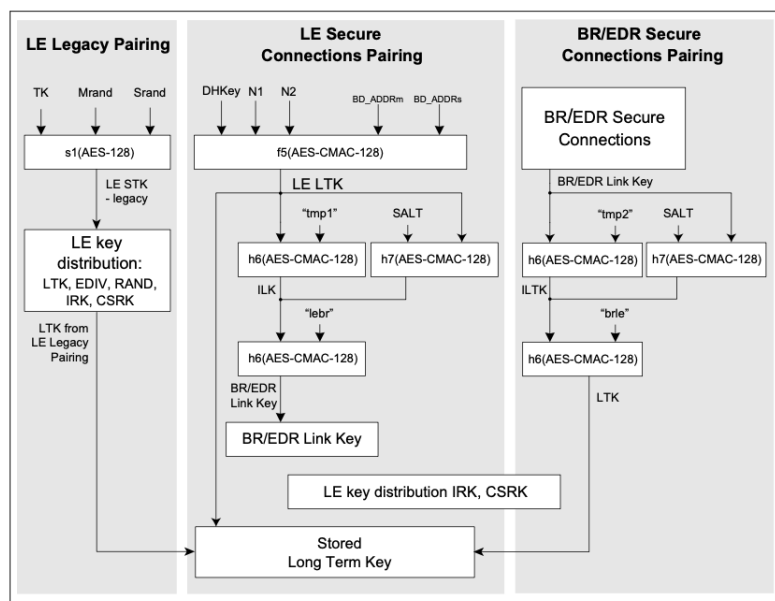 LE Legacy Pairing
TK
Mrand
Srand
s1(AES-128)
LE STK
- legacy
LE key
distribution:
LTK, EDIV, RAND,
IRK, CSRK
LTK from
LE Legacy
Pairing
LE Secure
Connections Pairing
DHKey
N1
N2
BD_ADDRm
BD_ADDRs
f5(AES-CMAC-128)
LE LTK
“tmp1”
SALT
h6(AES-CMAC-128)
h7(AES-CMAC-128)
ILK
“lebr”
h6(AES-CMAC-128)
BR/EDR
Link Key
BR/EDR Link Key
BR/EDR Secure
Connections Pairing
BR/EDR Secure
Connections
BR/EDR Link Key
“tmp2”
SALT
h6(AES-CMAC-128)
h7(AES-CMAC-128)
ILTK
“brle”
h6(AES-CMAC-128)
LTK
LE key distribution IRK, CSRK
Stored
Long Term Key